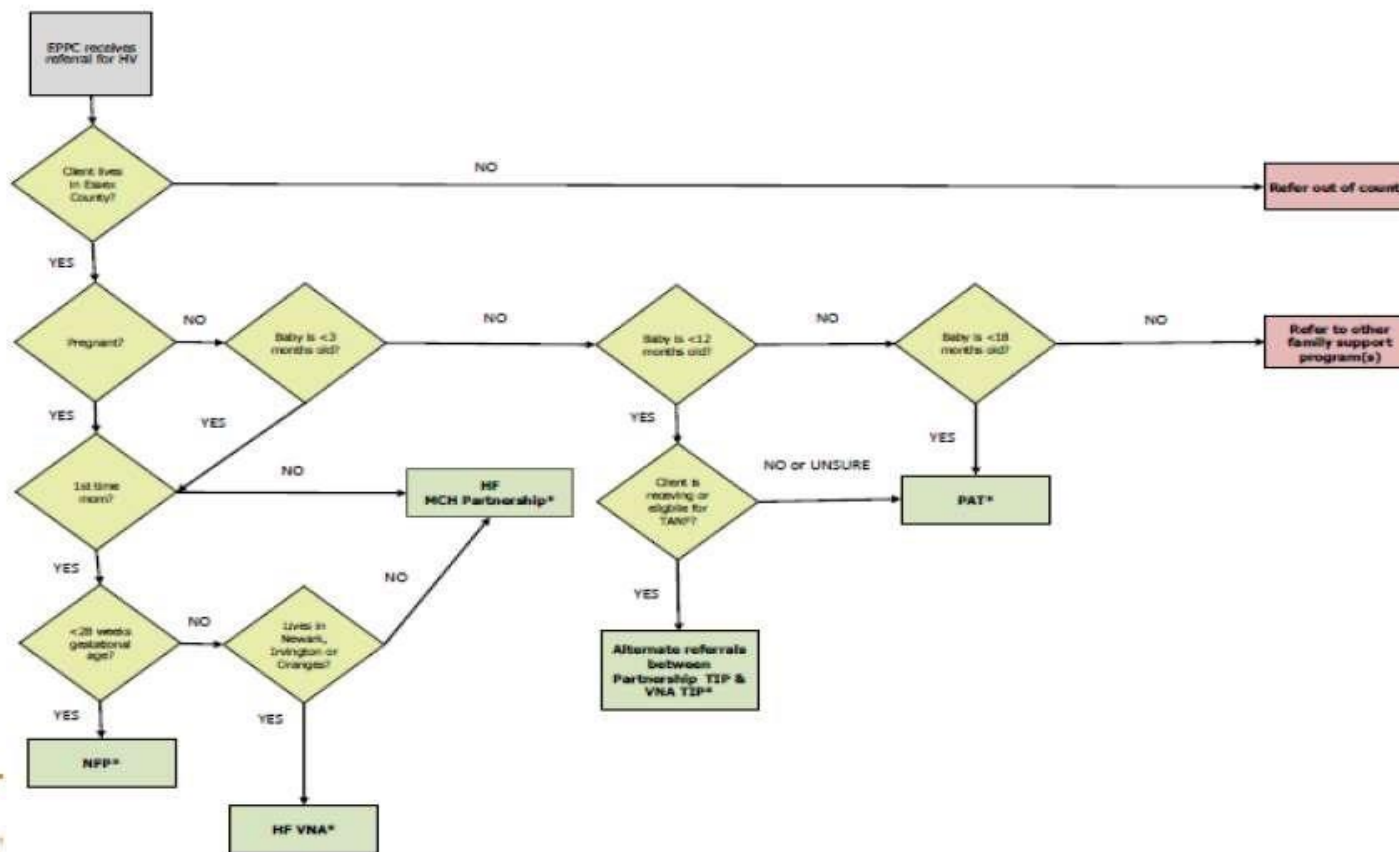 EPPC receives
referral for HV
Client lives
in Essex
County?
NO
Refer out of count
YES
Pregnant?
NO
Baby is <3
months old?
NO
Baby is <12
months old?
NO
Baby is <18
months old?
NO
Refer to other
family support
program(s)
YES
YES
YES
YES
1st time
mom?
NO
HF
MCH Partnership*
Client is
receving or
eligible for
TANF?
NO or UNSURE
PAT*
YES
NO
YES
<28 weeks
gestational
age?
NO
Lives in
Newark,
Irvington or
Oranges?
Alternate referrals
between
Partnership TIP &
VNA TIP*
YES
YES
NFP*
HF VNA*